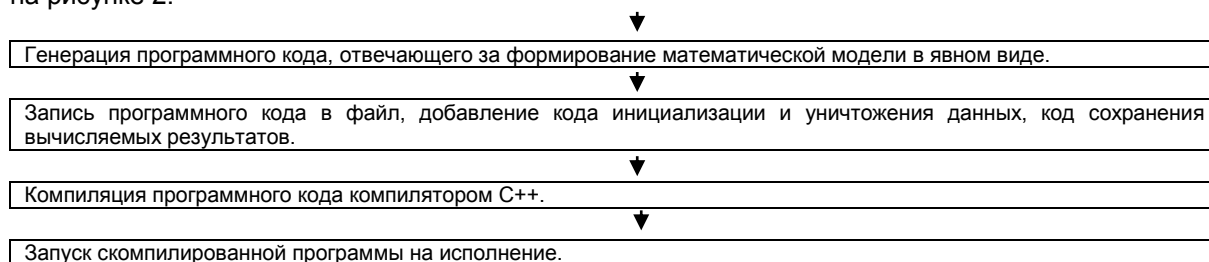 на рисунке 2.
Генерация программного кода, отвечающего за формирование математической модели в явном виде.
Запись программного кода в файл, добавление кода инициализации и уничтожения данных, код сохранения
вычисляемых результатов.
Компиляция программного кода компилятором C++.
Запуск скомпилированной программы на исполнение.